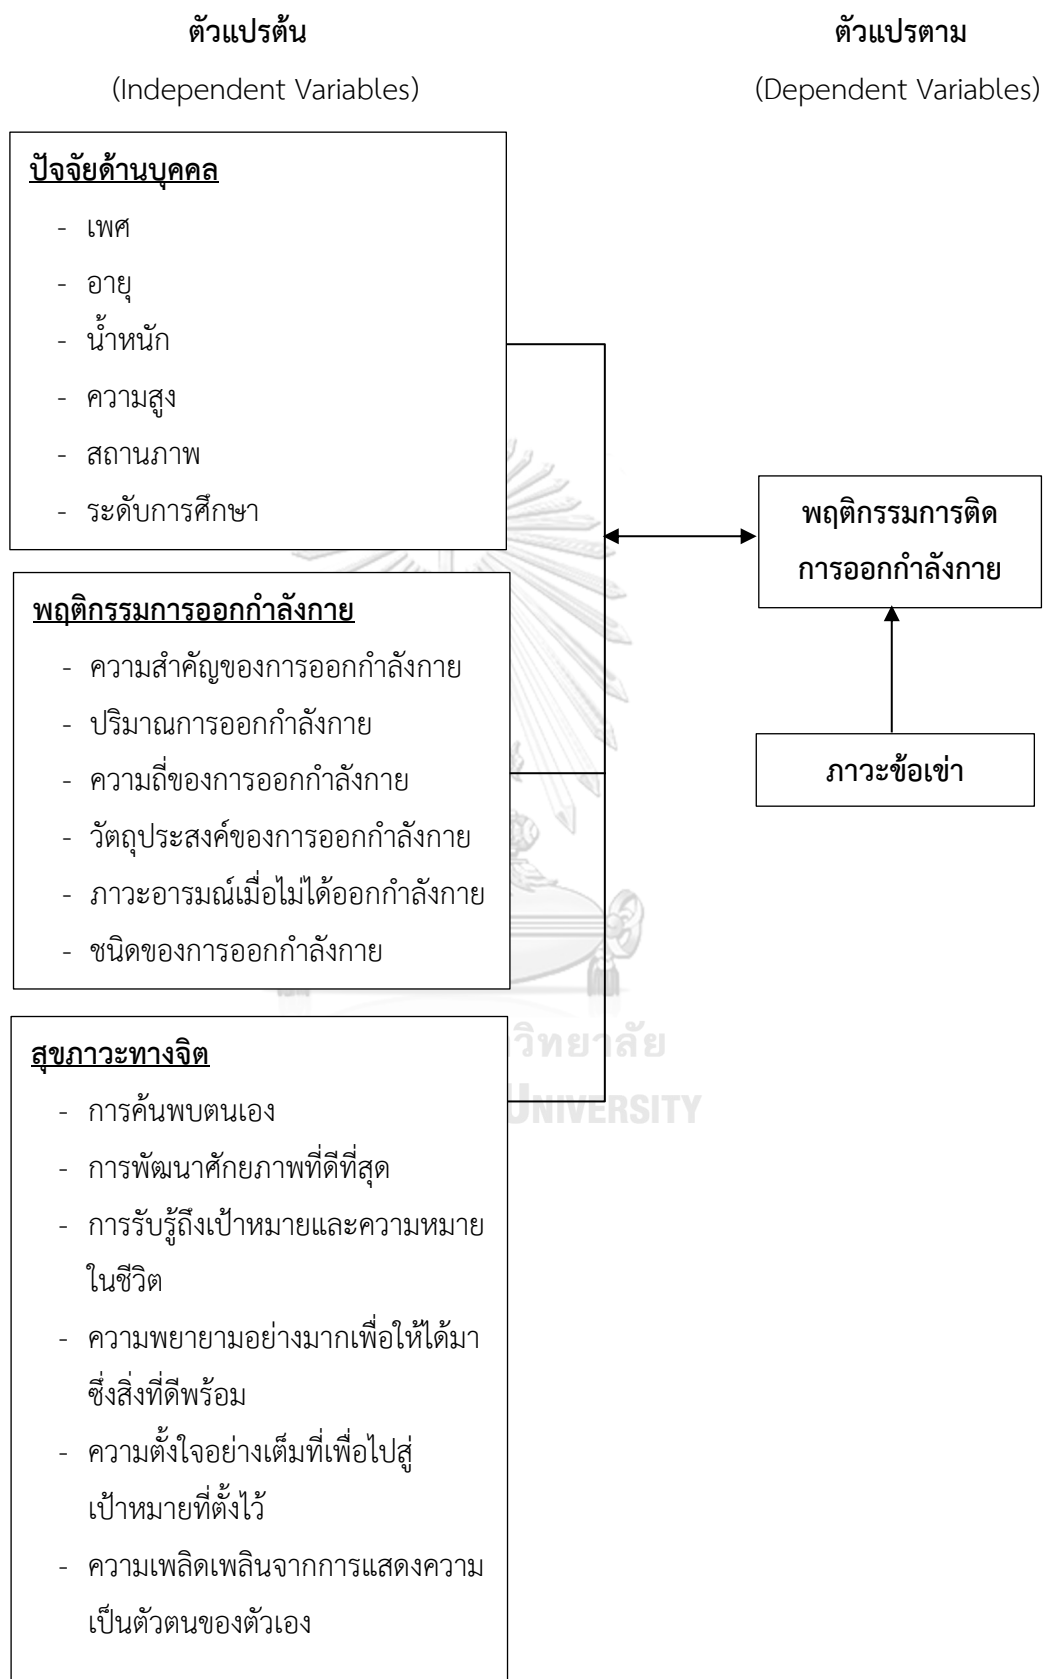 ตัวแปรต้น
(Independent Variables)
ตัวแปรตาม
(Dependent Variables)
ปัจจัยด้านบุคคล
- เพศ
- อายุ
- น้ำหนัก
- ความสูง
- สถานภาพ
- ระดับการศึกษา
พฤติกรรมการออกกำลังกาย
- ความสำคัญของการออกกำลังกาย
- ปริมาณการออกกำลังกาย
- ความถี่ของการออกกำลังกาย
- วัตถุประสงค์ของการออกกำลังกาย
- ภาวะอารมณ์เมื่อไม่ได้ออกกำลังกาย
- ชนิดของการออกกำลังกาย
สุขภาวะทางจิต
- การค้นพบตนเอง
- การพัฒนาศักยภาพที่ดีที่สุด
- การรับรู้ถึงเป้าหมายและความหมาย
ในชีวิต
- ความพยายามอย่างมากเพื่อให้ได้มา
ซึ่งสิ่งที่ดีพร้อม
- ความตั้งใจอย่างเต็มที่เพื่อไปสู่
เป้าหมายที่ตั้งไว้
- ความเพลิดเพลินจากการแสดงความ
เป็นตัวตนของตัวเอง
พฤติกรรมการติด
การออกกำลังกาย
ภาวะข้อเข่า
วิทยาลัย
UNIVERSITY